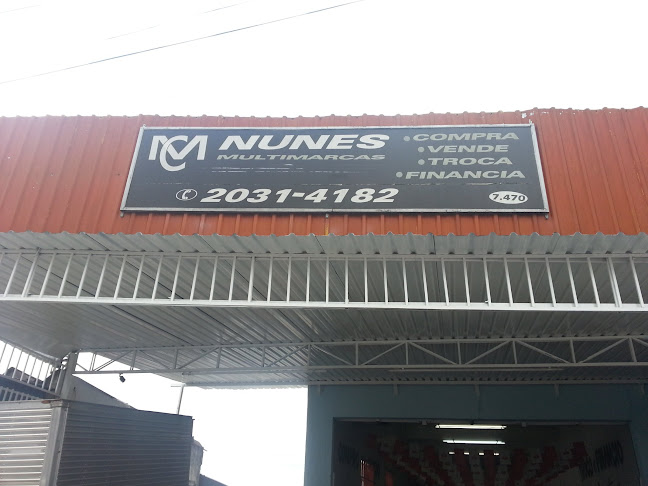 MC NUNES
MULTIMARCAS
• COMPRA
• VENDE
• TROCA
• FINANCIA
2031-4182
7.470